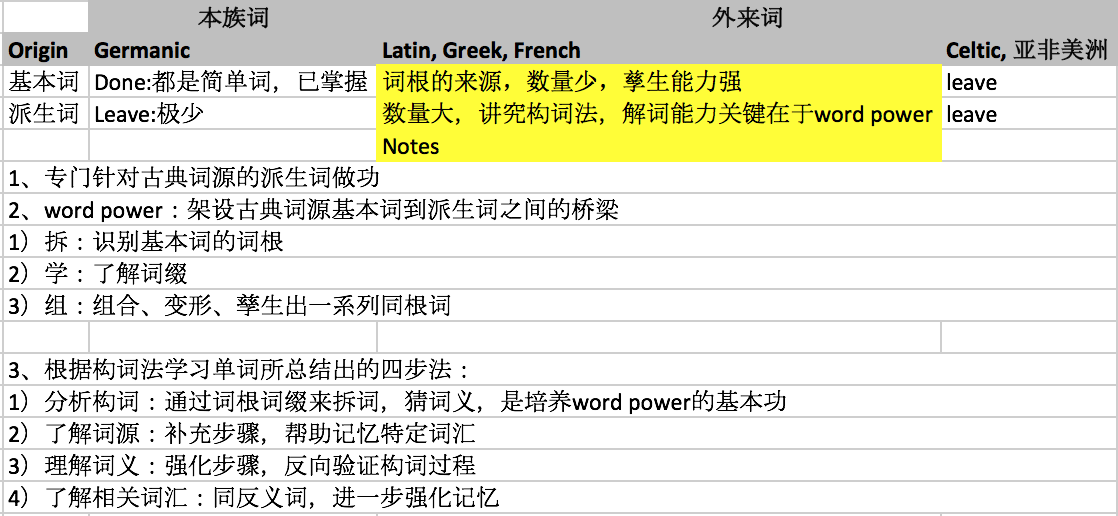 本族词 外来词
Origin Germanic Latin, Greek, French Celtic, 亚非美洲
基本词 Done:都是简单词，已掌握 词根的来源，数量少，孳生能力强 leave
派生词 Leave:极少 数量大，讲究构词法，解词能力关键在于word power leave
Notes
1、专门针对古典词源的派生词做功
2、word power：架设古典词源基本词到派生词之间的桥梁
1）拆：识别基本词的词根
2）学：了解词缀
3）组：组合、变形、孳生出一系列同根词
3、根据构词法学习单词所总结出的四步法：
1）分析构词：通过词根词缀来拆词，猜词义，是培养word power的基本功
2）了解词源：补充步骤，帮助记忆特定词汇
3）理解词义：强化步骤，反向验证构词过程
4）了解相关词汇：同反义词，进一步强化记忆